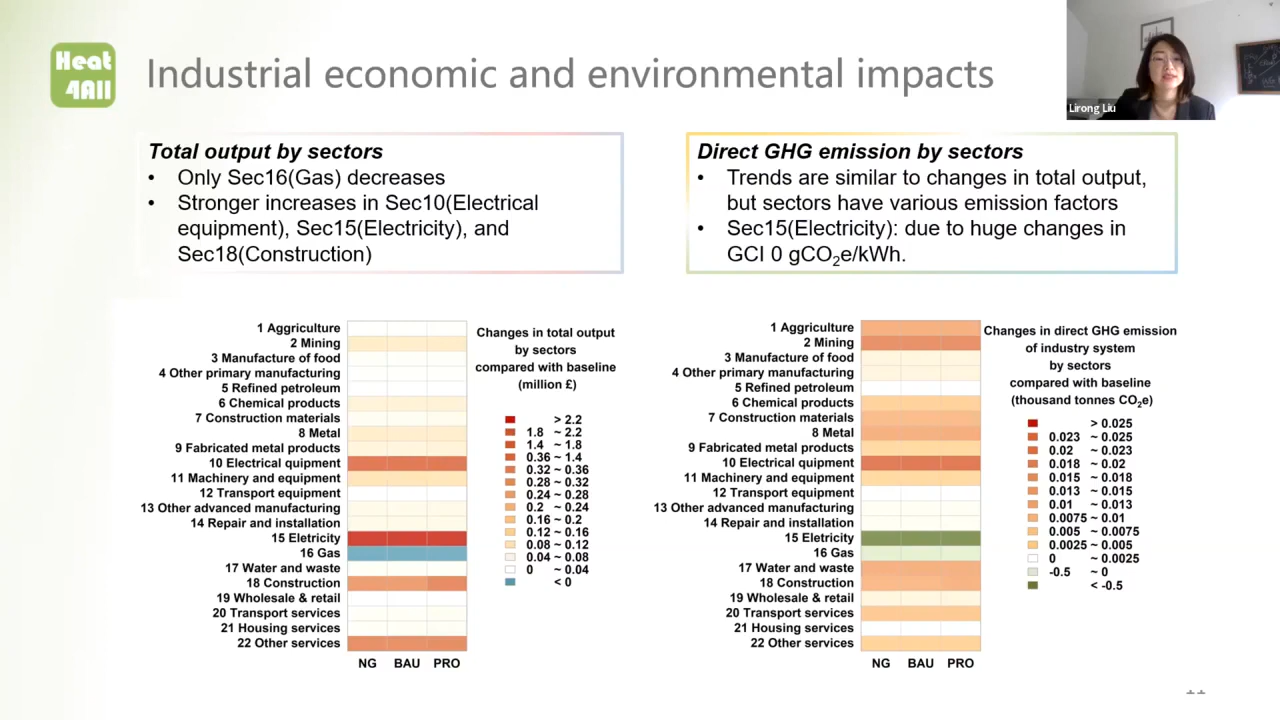 Heat
4All
Industrial economic and environmental impacts
Lirong Liu
Total output by sectors
• Only Sec16(Gas) decreases
• Stronger increases in Sec10(Electrical
equipment), Sec15(Electricity), and
Sec18(Construction)
Direct GHG emission by sectors
• Trends are similar to changes in total output,
but sectors have various emission factors
• Sec15(Electricity): due to huge changes in
GCI 0 gCO₂e/kWh.
1 Aggriculture
2 Mining
3 Manufacture of food
4 Other primary manufacturing
5 Refined petroleum
6 Chemical products
7 Construction materials
8 Metal
9 Fabricated metal products
10 Electrical quipment
11 Machinery and equipment
12 Transport equipment
13 Other advanced manufacturing
14 Repair and installation
15 Eletricity
16 Gas
17 Water and waste
18 Construction
19 Wholesale & retail
20 Transport services
21 Housing services
22 Other services
NG BAU PRO
Changes in total output
by sectors
compared with baseline
(million £)
> 2.2
1.8 ~ 2.2
1.4 ~ 1.8
0.36 ~ 1.4
0.32 ~ 0.36
0.28 ~ 0.32
0.24 ~ 0.28
0.2 ~ 0.24
0.16 ~ 0.2
0.12 ~ 0.16
0.08 ~ 0.12
0.04 ~ 0.08
0 ~ 0.04
< 0
1 Aggriculture
2 Mining
3 Manufacture of food
4 Other primary manufacturing
5 Refined petroleum
6 Chemical products
7 Construction materials
8 Metal
9 Fabricated metal products
10 Electrical quipment
11 Machinery and equipment
12 Transport equipment
13 Other advanced manufacturing
14 Repair and installation
15 Eletricity
16 Gas
17 Water and waste
18 Construction
19 Wholesale & retail
20 Transport services
21 Housing services
22 Other services
NG BAU PRO
Changes in direct GHG emission
of industry system
by sectors
compared with baseline
(thousand tonnes CO₂e)
> 0.025
0.023 ~ 0.025
0.02 ~ 0.023
0.018 ~ 0.02
0.015 ~ 0.018
0.013 ~ 0.015
0.01 ~ 0.013
0.0075 ~ 0.01
0.005 ~ 0.0075
0.0025 ~ 0.005
0 ~ 0.0025
-0.5 ~ 0
< -0.5